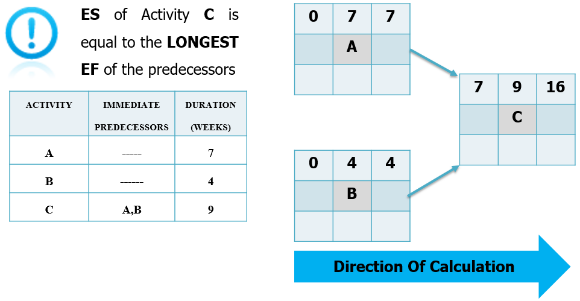 ES of Activity C is
equal to the LONGEST
EF of the predecessors
ACTIVITY IMMEDIATE PREDECESSORS DURATION (WEEKS)
A ----- 7
B ------ 4
C A,B 9
0 7 7
A
0 4 4
B
7 9 16
C
Direction Of Calculation